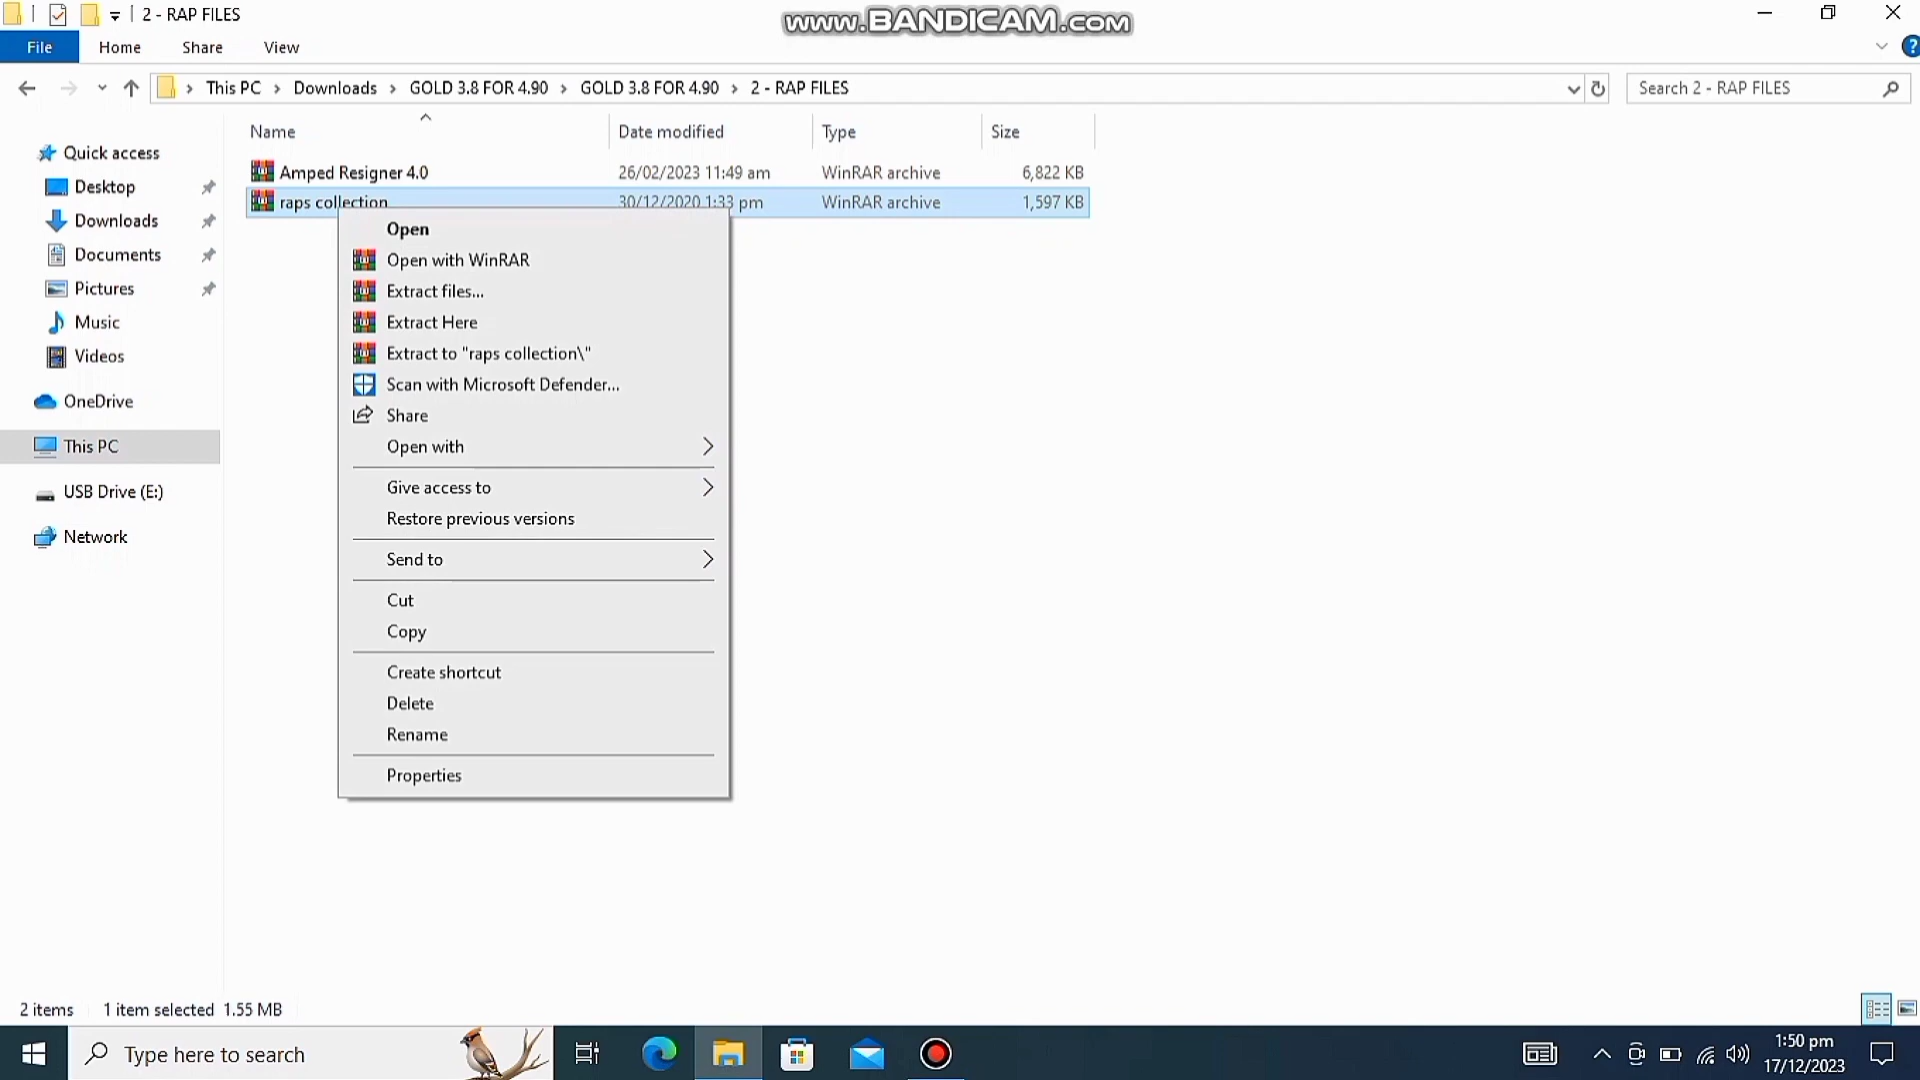 2 - RAP FILES
www.BANDICAM.com
File Home Share View
This PC > Downloads > GOLD 3.8 FOR 4.90 > GOLD 3.8 FOR 4.90 > 2 - RAP FILES
Search 2 - RAP FILES
Name Date modified Type Size
Amped Resigner 4.0 26/02/2023 11:49 am WinRAR archive 6,822 KB
raps collection 30/12/2020 1:33 pm WinRAR archive 1,597 KB
Quick access
Desktop
Downloads
Documents
Pictures
Music
Videos
OneDrive
This PC
USB Drive (E:)
Network
Open
Open with WinRAR
Extract files...
Extract Here
Extract to "raps collection\"
Scan with Microsoft Defender...
Share
Open with
Give access to
Restore previous versions
Send to
Cut
Copy
Create shortcut
Delete
Rename
Properties
2 items 1 item selected 1.55 MB
Type here to search
1:50 pm
17/12/2023